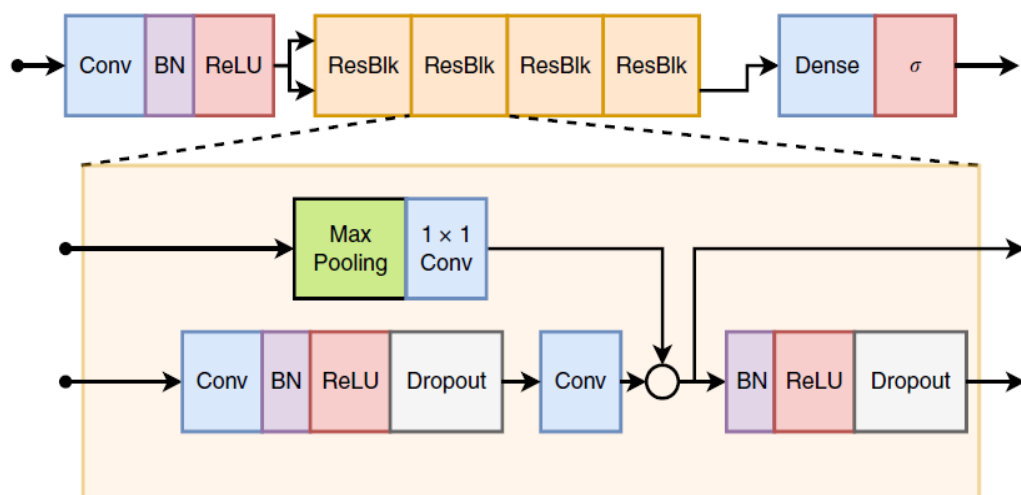 Conv BN ReLU ResBlk ResBlk ResBlk ResBlk Dense σ
Max Pooling
1 × 1 Conv
Conv BN ReLU Dropout Conv BN ReLU Dropout